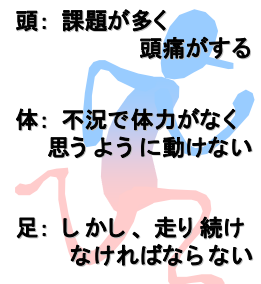 頭： 課題が多く
頭痛がする
体： 不況で体力がなく
思うように動けない
足： しかし、走り続け
なければならない